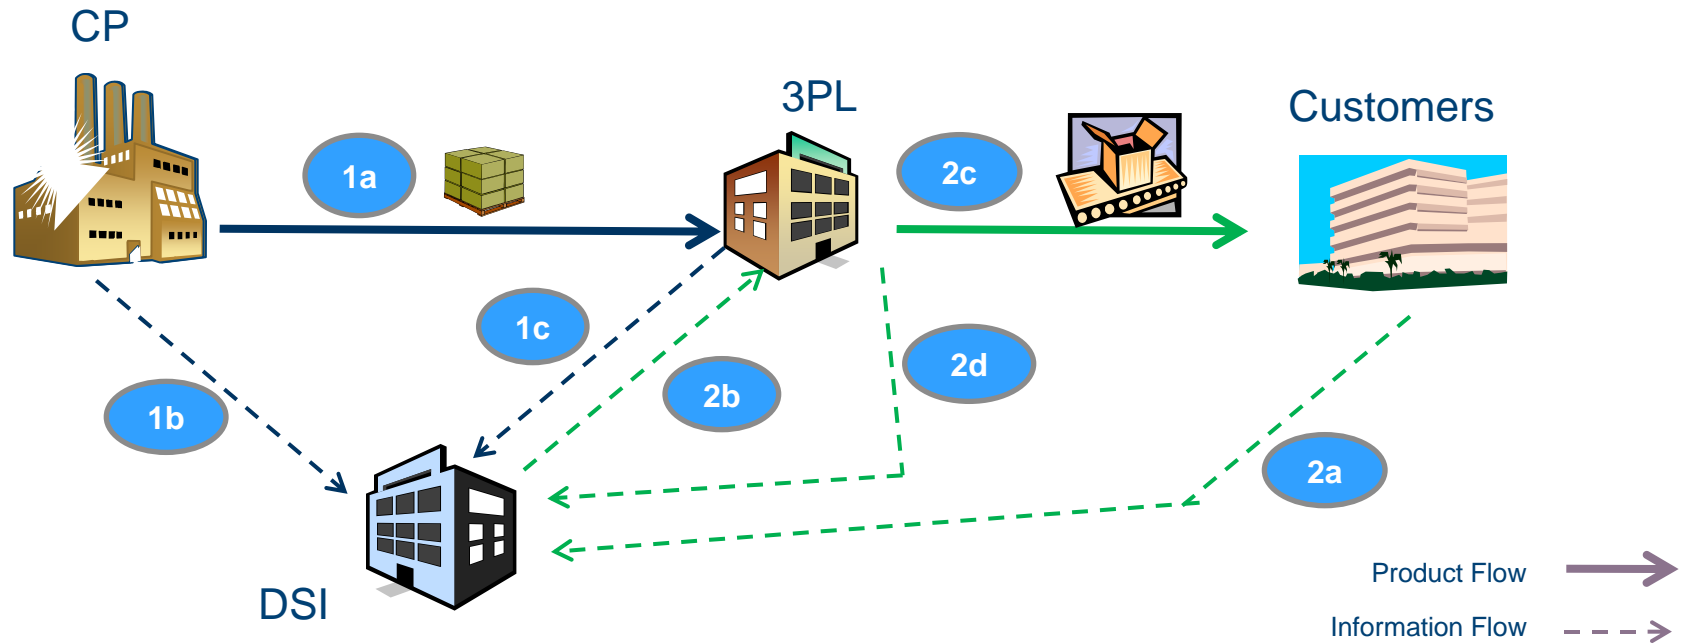 CP
3PL
Customers
1a
2c
1c
2d
2b
1b
2a
DSI
Product Flow
Information Flow